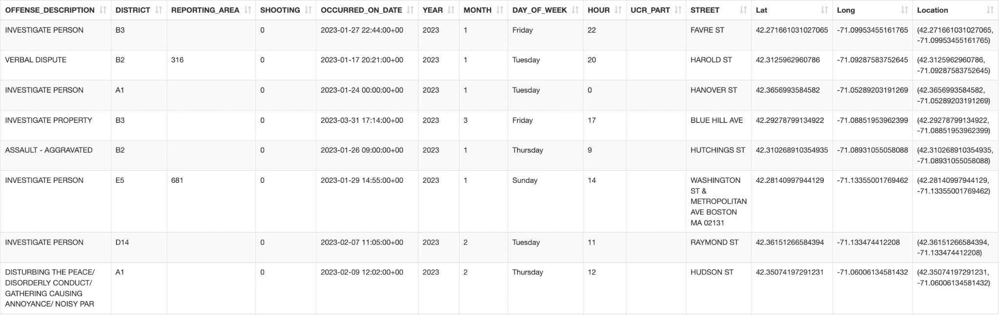 OFFENSE_DESCRIPTION DISTRICT REPORTING_AREA SHOOTING OCCURRED_ON_DATE YEAR MONTH DAY_OF_WEEK HOUR UCR_PART STREET Lat Long Location
INVESTIGATE PERSON B3 0 2023-01-27 22:44:00+00 2023 1 Friday 22 FAVRE ST 42.271661031027065 -71.09953455161765 (42.271661031027065,
-71.09953455161765)
VERBAL DISPUTE B2 316 0 2023-01-17 20:21:00+00 2023 1 Tuesday 20 HAROLD ST 42.3125962960786 -71.09287583752645 (42.3125962960786,
-71.09287583752645)
INVESTIGATE PERSON A1 0 2023-01-24 00:00:00+00 2023 1 Tuesday 0 HANOVER ST 42.3656993584582 -71.05289203191269 (42.3656993584582,
-71.05289203191269)
INVESTIGATE PROPERTY B3 0 2023-03-31 17:14:00+00 2023 3 Friday 17 BLUE HILL AVE 42.29278799134922 -71.08851953962399 (42.29278799134922,
-71.08851953962399)
ASSAULT - AGGRAVATED B2 0 2023-01-26 09:00:00+00 2023 1 Thursday 9 HUTCHINGS ST 42.310268910354935 -71.08931055058088 (42.310268910354935,
-71.08931055058088)
INVESTIGATE PERSON E5 681 0 2023-01-29 14:55:00+00 2023 1 Sunday 14 WASHINGTON 42.28140997944129 -71.13355001769462 (42.28140997944129,
ST & -71.13355001769462)
METROPOLITAN
AVE BOSTON
MA 02131
INVESTIGATE PERSON D14 0 2023-02-07 11:05:00+00 2023 2 Tuesday 11 RAYMOND ST 42.36151266584394 -71.133474412208 (42.36151266584394,
-71.133474412208)
DISTURBING THE PEACE/ A1 0 2023-02-09 12:02:00+00 2023 2 Thursday 12 HUDSON ST 42.35074197291231 -71.06006134581432 (42.35074197291231,
DISORDERLY CONDUCT/ -71.06006134581432)
GATHERING CAUSING
ANNOYANCE/ NOISY PAR